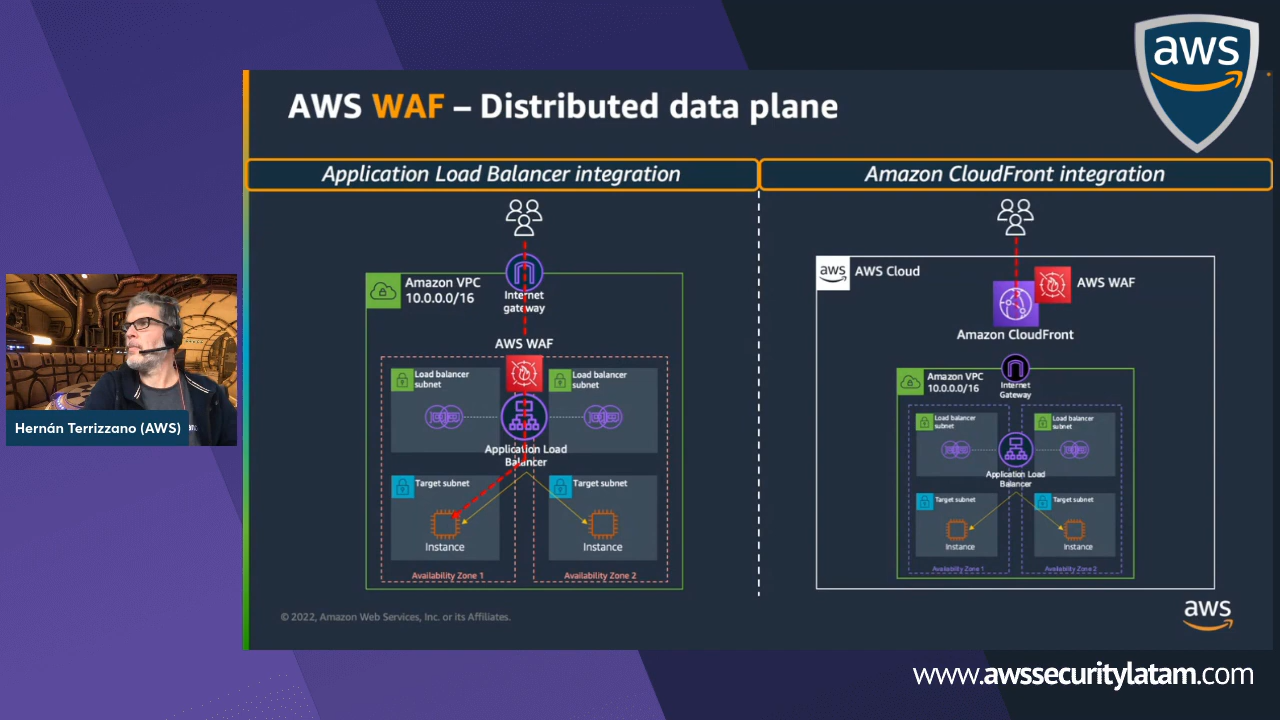 aws
AWS WAF – Distributed data plane
Application Load Balancer integration
Amazon VPC
10.0.0.0/16
Internet
gateway
AWS WAF
Load balancer
subnet
Load balancer
subnet
Application Load
Balancer
Target subnet
Target subnet
Instance
Instance
Availability Zone 1
Availability Zone 2
Amazon CloudFront integration
aws
AWS Cloud
AWS WAF
Amazon CloudFront
Amazon VPC
10.0.0.0/16
Internet
Gateway
Load balancer
subnet
Load balancer
subnet
Application Load
Balancer
Target subnet
Target subnet
Instance
Instance
Availability Zone 1
Availability Zone 2
© 2022, Amazon Web Services, Inc. or its Affiliates.
aws
Hernán Terrizzano (AWS)
www.awssecuritylatam.com